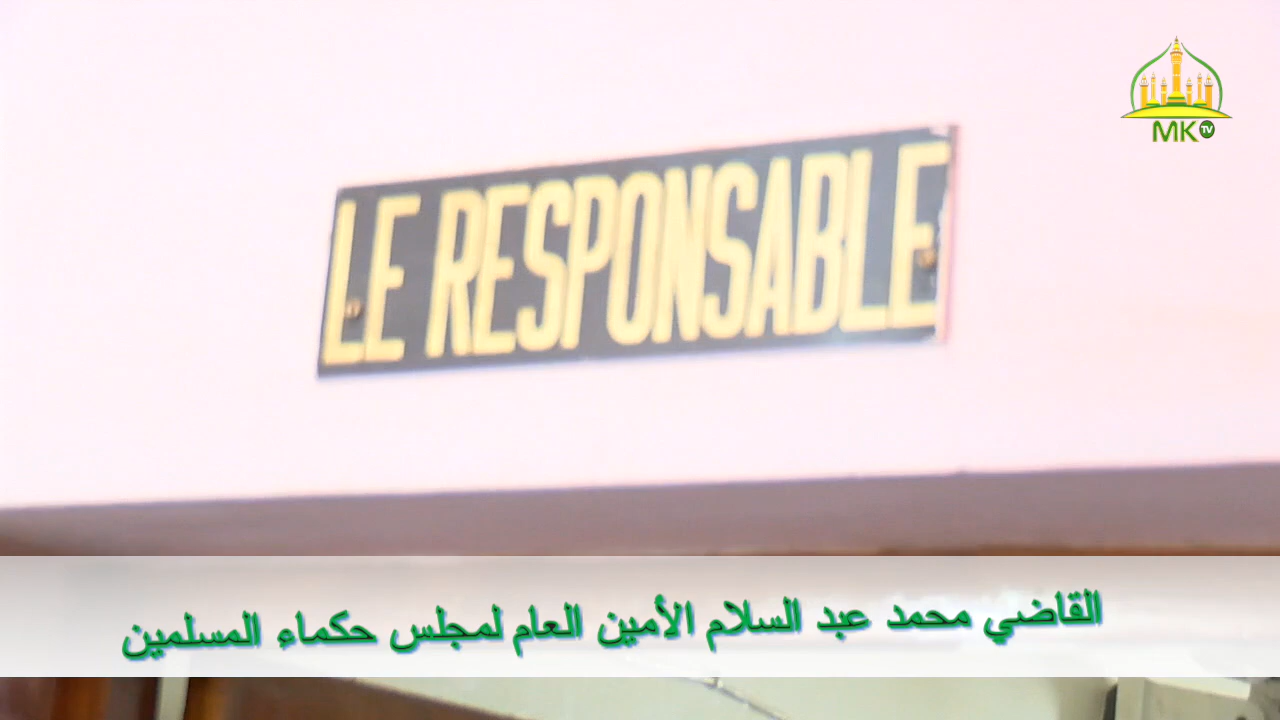 MK TV
LE RESPONSABLE
القاضي محمد عبد السلام الأمين العام لمجلس حكماء المسلمين